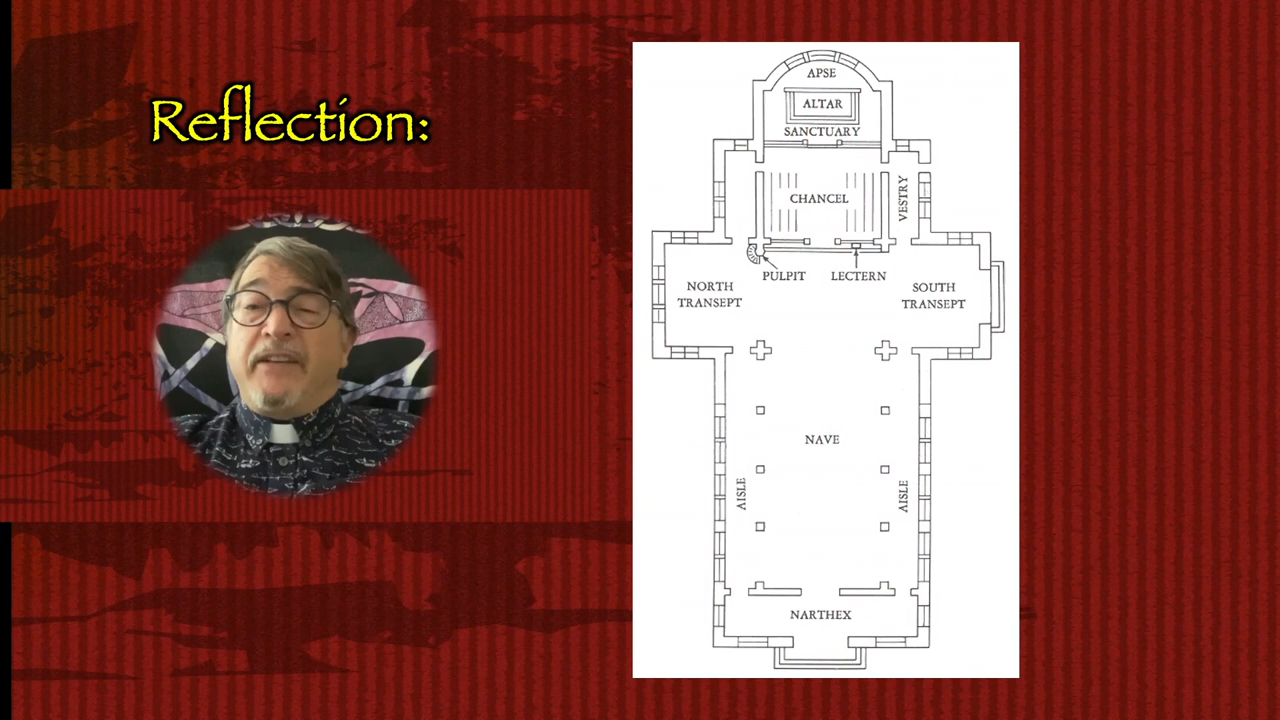 Reflection:
APSE
ALTAR
SANCTUARY
CHANCEL
VESTRY
PULPIT
LECTERN
NORTH
TRANSEPT
SOUTH
TRANSEPT
NAVE
AISLE
AISLE
NARTHEX